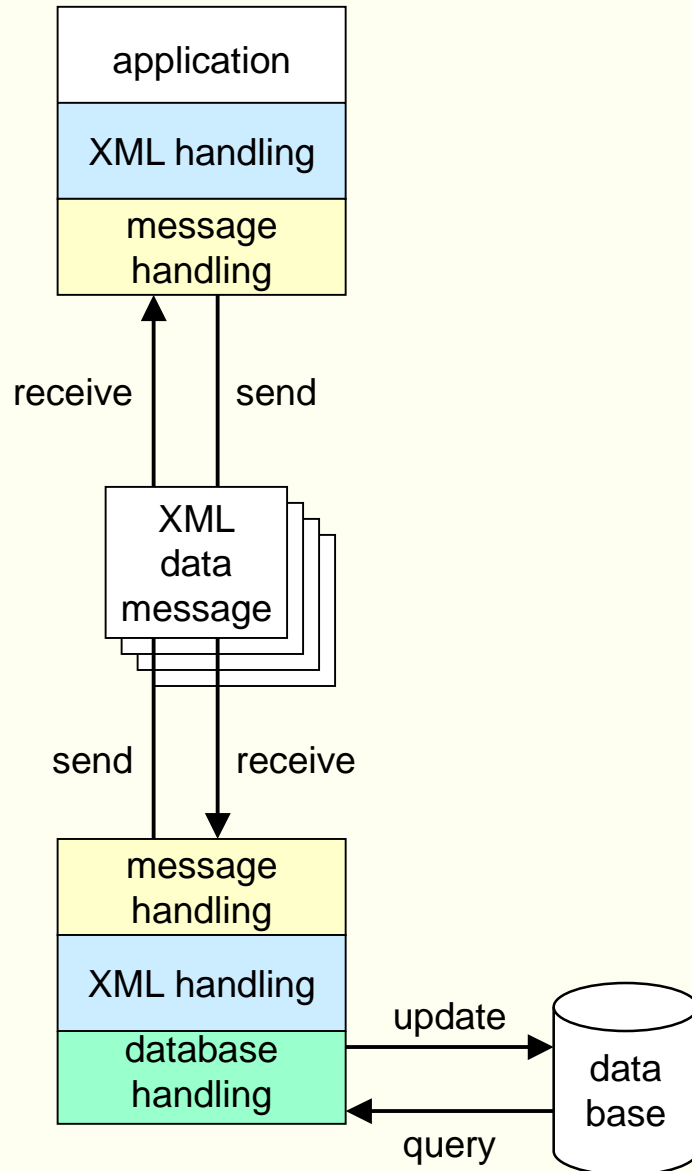 application
XML handling
message
handling
receive
send
XML
data
message
send
receive
message
handling
XML handling
database
handling
update
data
base
query